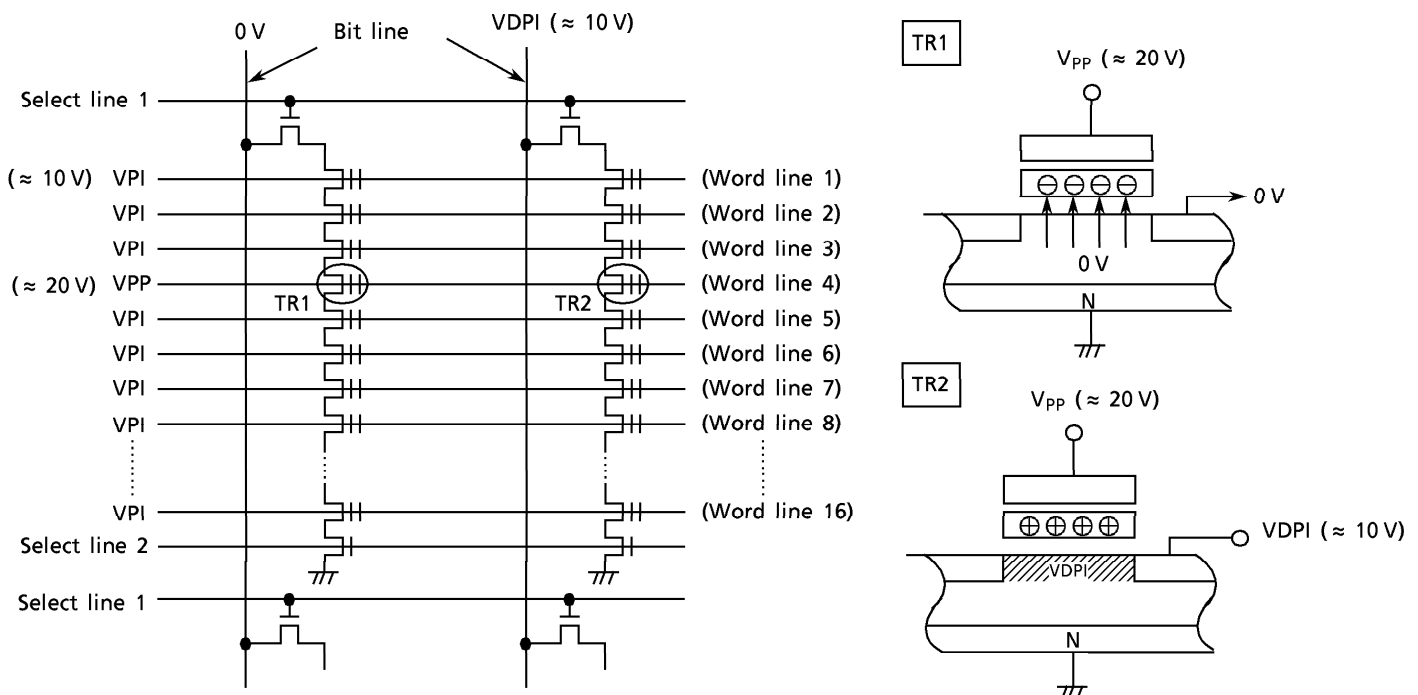 0 V
Bit line
VDPI (≈ 10 V)
Select line 1
(≈ 10 V) VPI
(Word line 1)
VPI
(Word line 2)
VPI
(Word line 3)
(≈ 20 V) VPP
(Word line 4)
TR1
TR2
VPI
(Word line 5)
VPI
(Word line 6)
VPI
(Word line 7)
VPI
(Word line 8)
VPI
(Word line 16)
Select line 2
Select line 1
TR1
VPP (≈ 20 V)
0 V
0 V
N
TR2
VPP (≈ 20 V)
VDPI (≈ 10 V)
VDPI
N